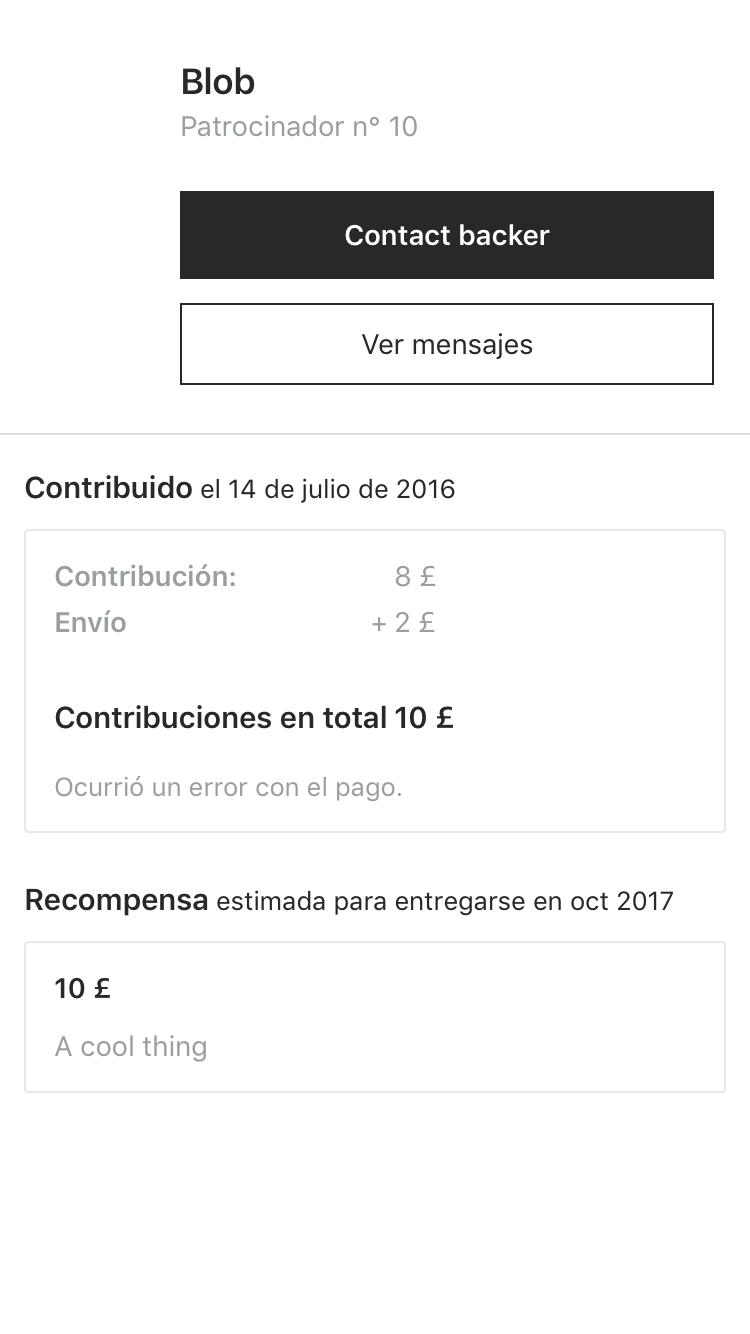 Blob
Patrocinador n° 10
Contact backer
Ver mensajes
Contribuido el 14 de julio de 2016
Contribución: 8 £
Envío + 2 £
Contribuciones en total 10 £
Ocurrió un error con el pago.
Recompensa estimada para entregarse en oct 2017
10 £
A cool thing